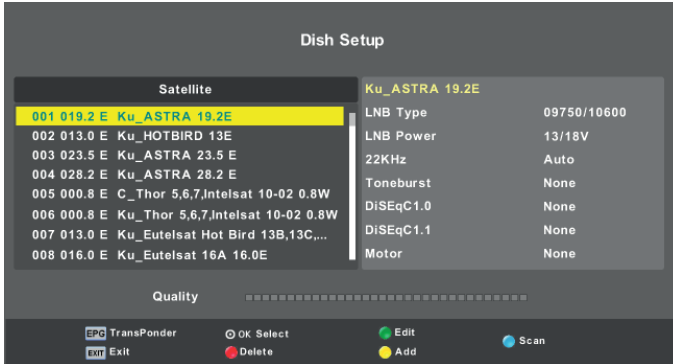 Dish Setup
Satellite
001 019.2 E Ku_ASTRA 19.2E
002 013.0 E Ku_HOTBIRD 13E
003 023.5 E Ku_ASTRA 23.5 E
004 028.2 E Ku_ASTRA 28.2 E
005 000.8 E C_Thor 5,6,7,Intelsat 10-02 0.8W
006 000.8 E Ku_Thor 5,6,7,Intelsat 10-02 0.8W
007 013.0 E Ku_Eutelsat Hot Bird 13B,13C,...
008 016.0 E Ku_Eutelsat 16A 16.0E
Ku_ASTRA 19.2E
LNB Type 09750/10600
LNB Power 13/18V
22KHz Auto
Toneburst None
DiSEqC1.0 None
DiSEqC1.1 None
Motor None
Quality
EPG TransPonder OK Select Edit Scan
EXIT Exit Delete Add